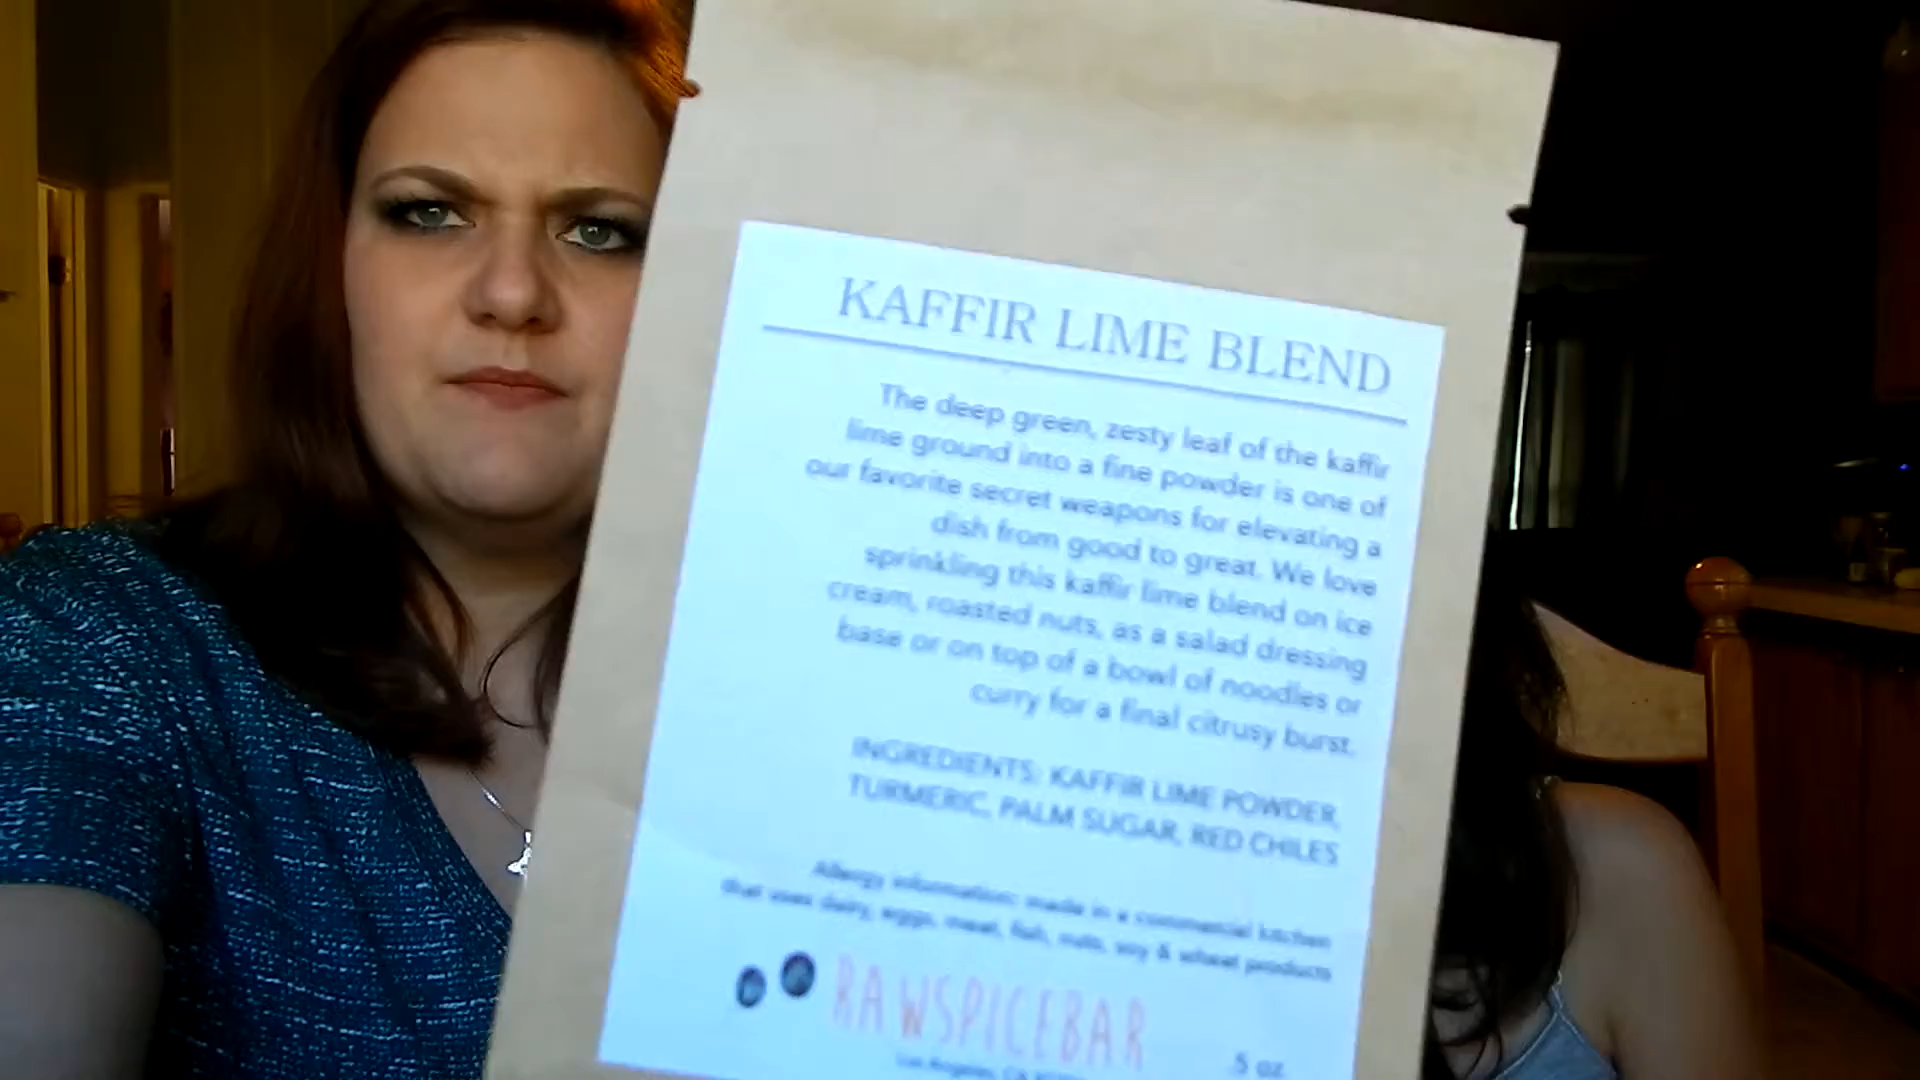 KAFFIR LIME BLEND
The deep green, zesty leaf of the kaffir
lime ground into a fine powder is one of
our favorite secret weapons for elevating a
dish from good to great. We love
sprinkling this kaffir lime blend on ice
cream, roasted nuts, as a salad dressing
base or on top of a bowl of noodles or
curry for a final citrusy burst.
INGREDIENTS: KAFFIR LIME POWDER,
TURMERIC, PALM SUGAR, RED CHILES
Allergy information: made in a commercial kitchen
that uses dairy, eggs, meat, fish, nuts, soy & wheat products
RAWSPICEBAR
Los Angeles, CA
.5 oz